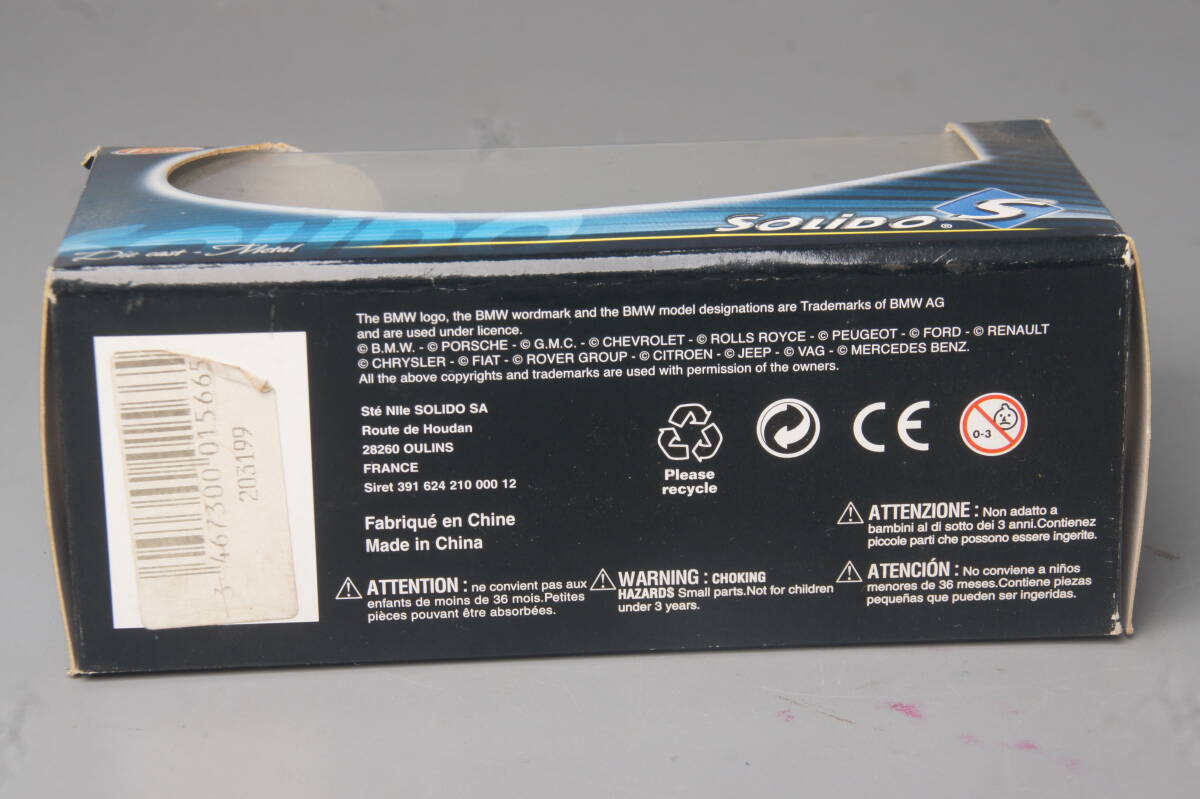 SOLiDO®
S
Die cast - Metal
The BMW logo, the BMW wordmark and the BMW model designations are Trademarks of BMW AG
and are used under licence.
© B.M.W. - © PORSCHE - © G.M.C. - © CHEVROLET - © ROLLS ROYCE - © PEUGEOT - © FORD - © RENAULT
© CHRYSLER - © FIAT - © ROVER GROUP - © CITROEN - © JEEP - © VAG - © MERCEDES BENZ.
All the above copyrights and trademarks are used with permission of the owners.
3 467300 015665
203199
Sté Nlle SOLIDO SA
Route de Houdan
28260 OULINS
FRANCE
Siret 391 624 210 000 12
Fabriqué en Chine
Made in China
Please
recycle
CE
0-3
ATTENTION : ne convient pas aux
enfants de moins de 36 mois.Petites
pièces pouvant être absorbées.
WARNING : CHOKING
HAZARDS Small parts.Not for children
under 3 years.
ATTENZIONE : Non adatto a
bambini al di sotto dei 3 anni.Contienez
piccole parti che possono essere ingerite.
ATENCIÓN : No conviene a niños
menores de 36 meses.Contiene piezas
pequeñas que pueden ser ingeridas.